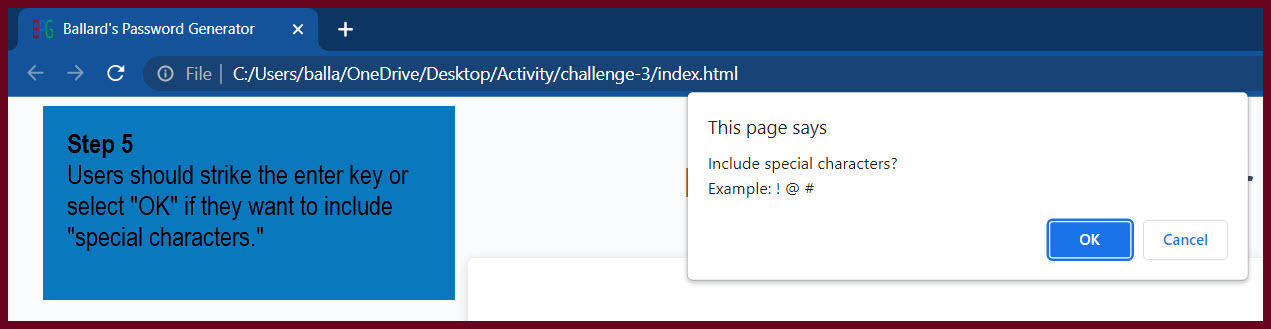 BPG Ballard's Password Generator
File | C:/Users/balla/OneDrive/Desktop/Activity/challenge-3/index.html
Step 5
Users should strike the enter key or
select "OK" if they want to include
"special characters."
This page says
Include special characters?
Example: ! @ #
OK Cancel